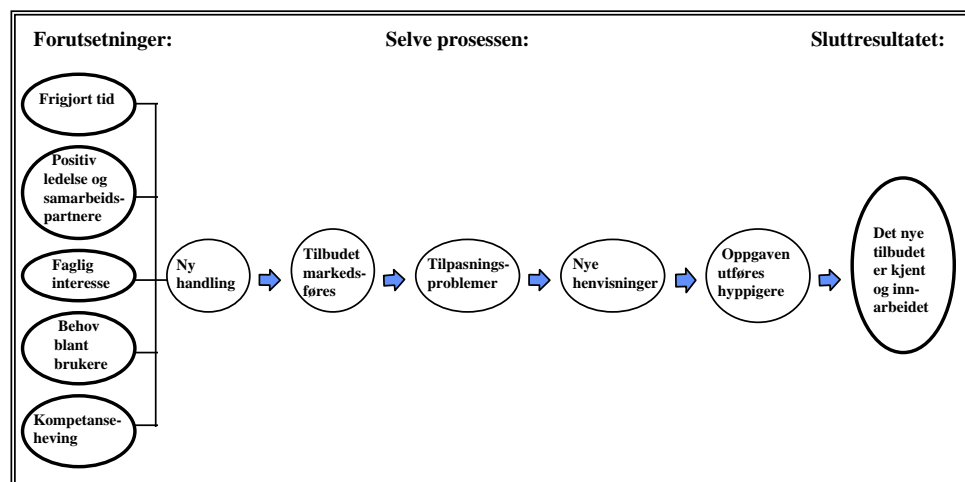 Forutsetninger:
Selve prosessen:
Sluttresultatet:
Frigjort tid
Positiv
ledelse og
samarbeids-
partnere
Faglig
interesse
Behov
blant
brukere
Kompetanse-
heving
Ny
handling
Tilbudet
markeds-
føres
Tilpasnings-
problemer
Nye
henvisninger
Oppgaven
utføres
hyppigere
Det nye
tilbudet
er kjent
og inn-
arbeidet